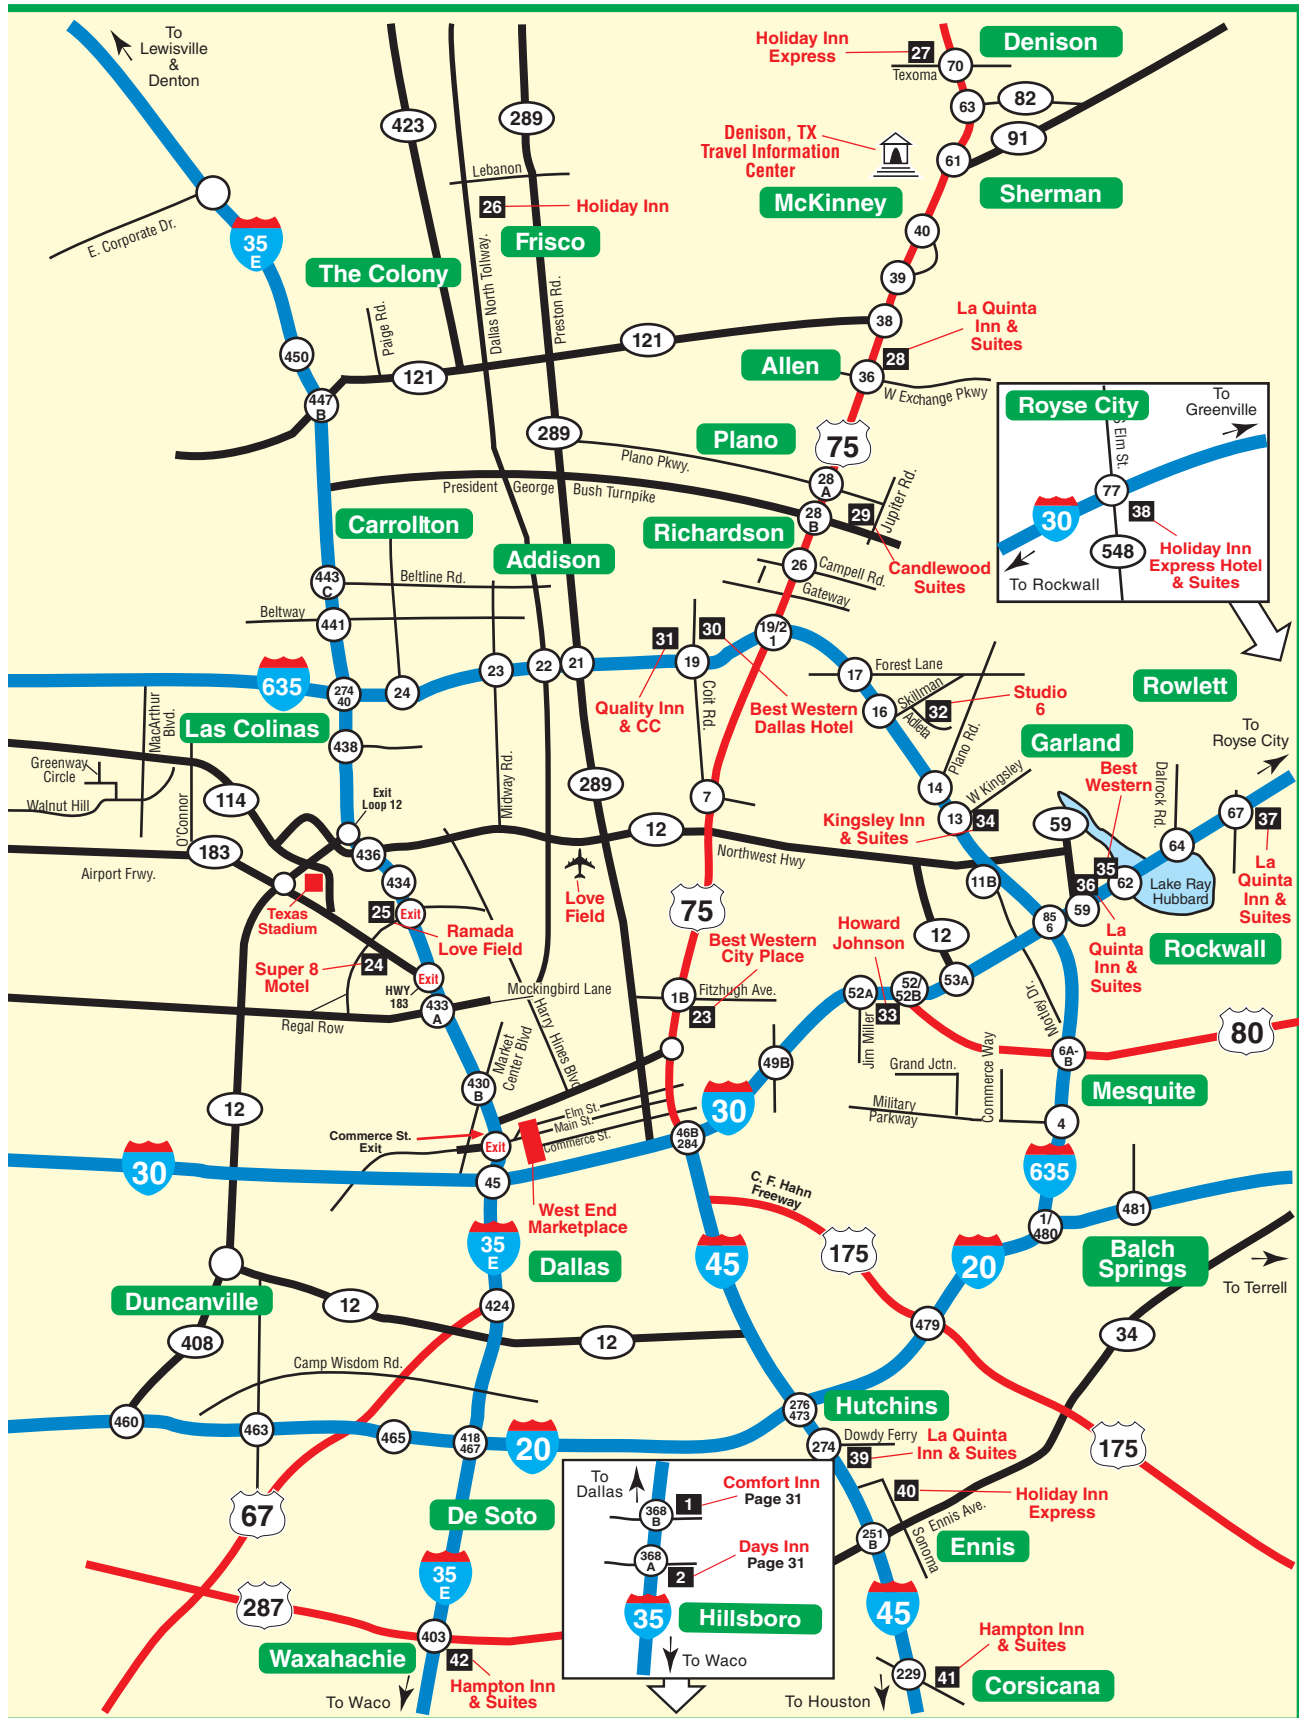 To
Lewisville
&
Denton
423
289
Holiday Inn
Express
27
70
Texoma
Denison
63
82
91
Denison, TX
Travel Information
Center
61
Sherman
McKinney
Lebanon
26
Holiday Inn
Frisco
E. Corporate Dr.
35
E
The Colony
Paige Rd.
Dallas North Tollway.
Preston Rd.
40
39
38
121
121
450
447
B
La Quinta
Inn &
Suites
28
Allen
36
W Exchange Pkwy
Royse City
To
Greenville
S Elm St.
77
30
38
548
Holiday Inn
Express Hotel
& Suites
To Rockwall
Plano
75
289
Plano Pkwy.
28
A
President George Bush Turnpike
28
B
29
Jupiter Rd.
Carrollton
Richardson
Addison
26
Campell Rd.
Gateway
Candlewood
Suites
443
C
Beltline Rd.
Beltway
441
31
30
19/2
1
635
274
40
24
23
22
21
19
17
Forest Lane
Skillman
16
Adleta
32
Studio
6
Rowlett
MacArthur
Blvd.
Las Colinas
Quality Inn
& CC
Coit Rd.
Best Western
Dallas Hotel
Plano Rd.
Garland
To
Royse City
438
Greenway
Circle
Walnut Hill
O'Connor
114
Exit
Loop 12
Midway Rd.
289
7
14
W Kingsley
Best
Western
Dalrock Rd.
67
37
Kingsley Inn
& Suites
13
34
59
64
12
Northwest Hwy
183
Airport Frwy.
436
434
11B
35
36
62
Lake Ray
Hubbard
La
Quinta
Inn &
Suites
Texas
Stadium
Love
Field
25
Exit
Ramada
Love Field
75
Howard
Johnson
12
85
6
59
La
Quinta
Inn &
Suites
Rockwall
Super 8
Motel
24
Exit
HWY
183
Best Western
City Place
52A
52/
52B
53A
Mockingbird Lane
1B
Fitzhugh Ave.
23
33
Regal Row
433
A
Harry Hines Blvd
Market
Center Blvd
Jim Miller
Motley Dr.
80
6A-
B
49B
Grand Jctn.
Commerce Way
Military
Parkway
Mesquite
12
430
B
30
Elm St.
Main St.
Commerce St.
Commerce St.
Exit
Exit
46B
284
4
635
30
45
C. F. Hahn
Freeway
West End
Marketplace
35
E
Dallas
45
175
20
1/
480
481
Balch
Springs
To Terrell
Duncanville
12
424
12
479
34
408
Camp Wisdom Rd.
276
473
Hutchins
460
463
465
418
467
20
274
Dowdy Ferry
39
La Quinta
Inn & Suites
175
67
De Soto
To
Dallas
368
B
1
Comfort Inn
Page 31
368
A
2
Days Inn
Page 31
35
Hillsboro
To Waco
40
Holiday Inn
Express
Ennis Ave.
251
B
Sonoma
Ennis
35
E
287
45
403
Waxahachie
42
Hampton Inn
& Suites
To Waco
Hampton Inn
& Suites
229
41
Corsicana
To Houston